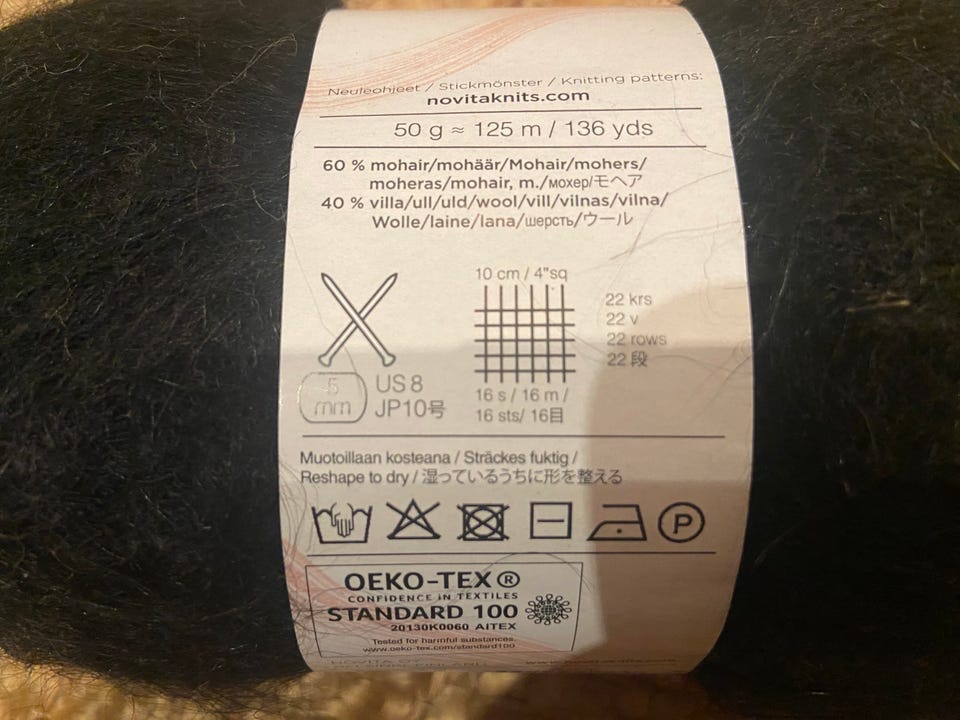 Neuleohjeet / Stickmönster / Knitting patterns:
novitaknits.com
50 g ≈ 125 m / 136 yds
60 % mohair/mohäär/Mohair/mohers/
moheras/mohair, m./мохер/モヘア
40 % villa/ull/uld/wool/vill/vilnas/vilna/
Wolle/laine/lana/шерсть/ウール
10 cm / 4"sq
22 krs
22 v
22 rows
22 段
5 mm
US 8
JP10号
16 s / 16 m /
16 sts/ 16目
Muotoillaan kosteana / Sträckes fuktig /
Reshape to dry / 湿っているうちに形を整える
P
OEKO-TEX®
CONFIDENCE IN TEXTILES
STANDARD 100
20130K0060 AITEX
Tested for harmful substances.
www.oeko-tex.com/standard100